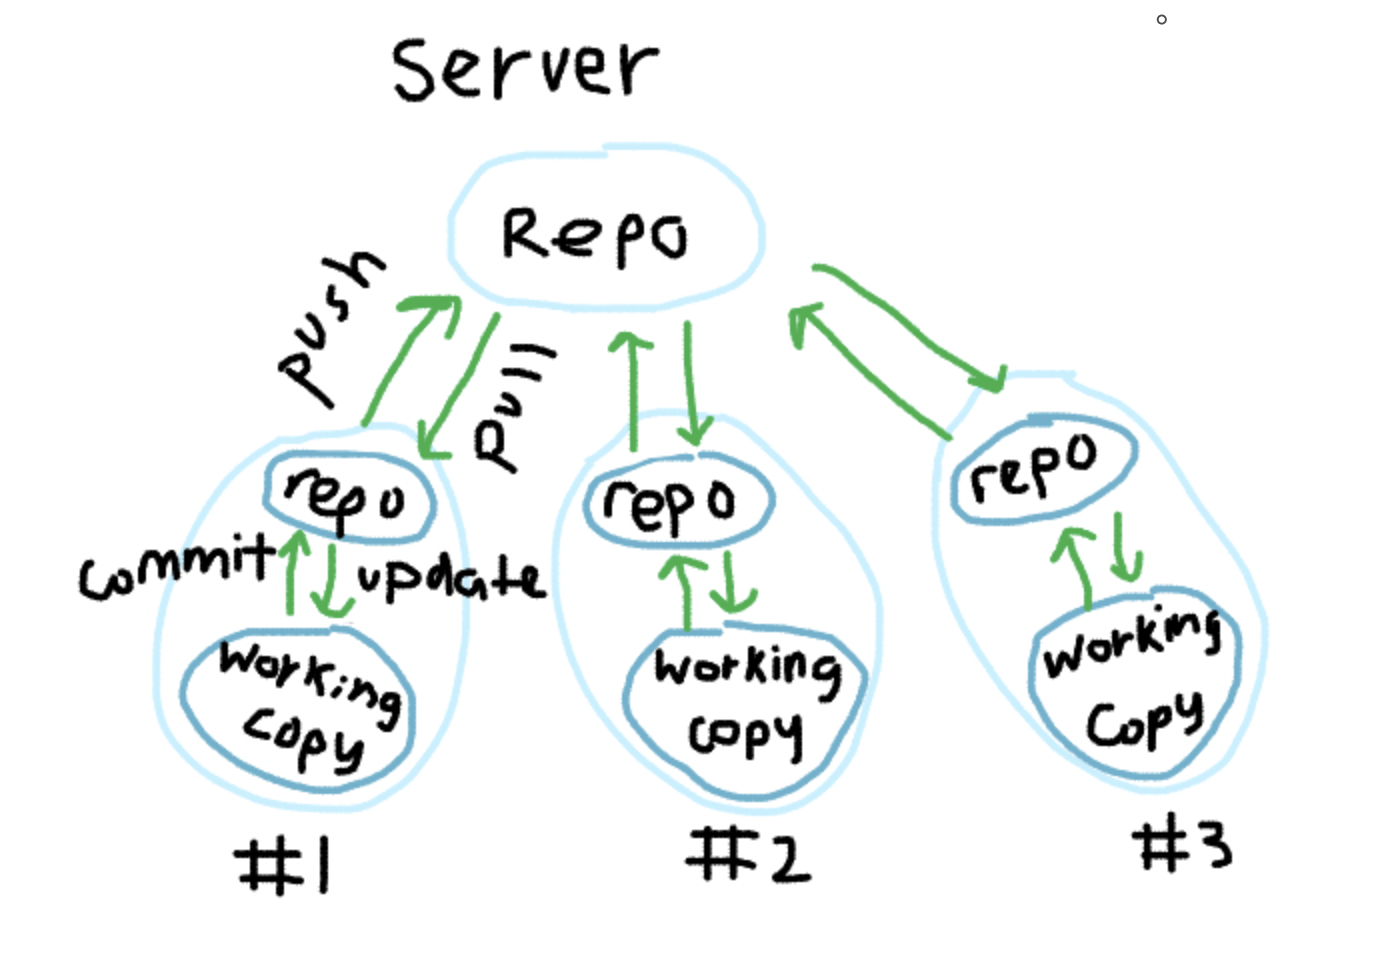 Server
Repo
push
pull
repo
commit
update
working
copy
#1
repo
working
copy
#2
repo
working
Copy
#3